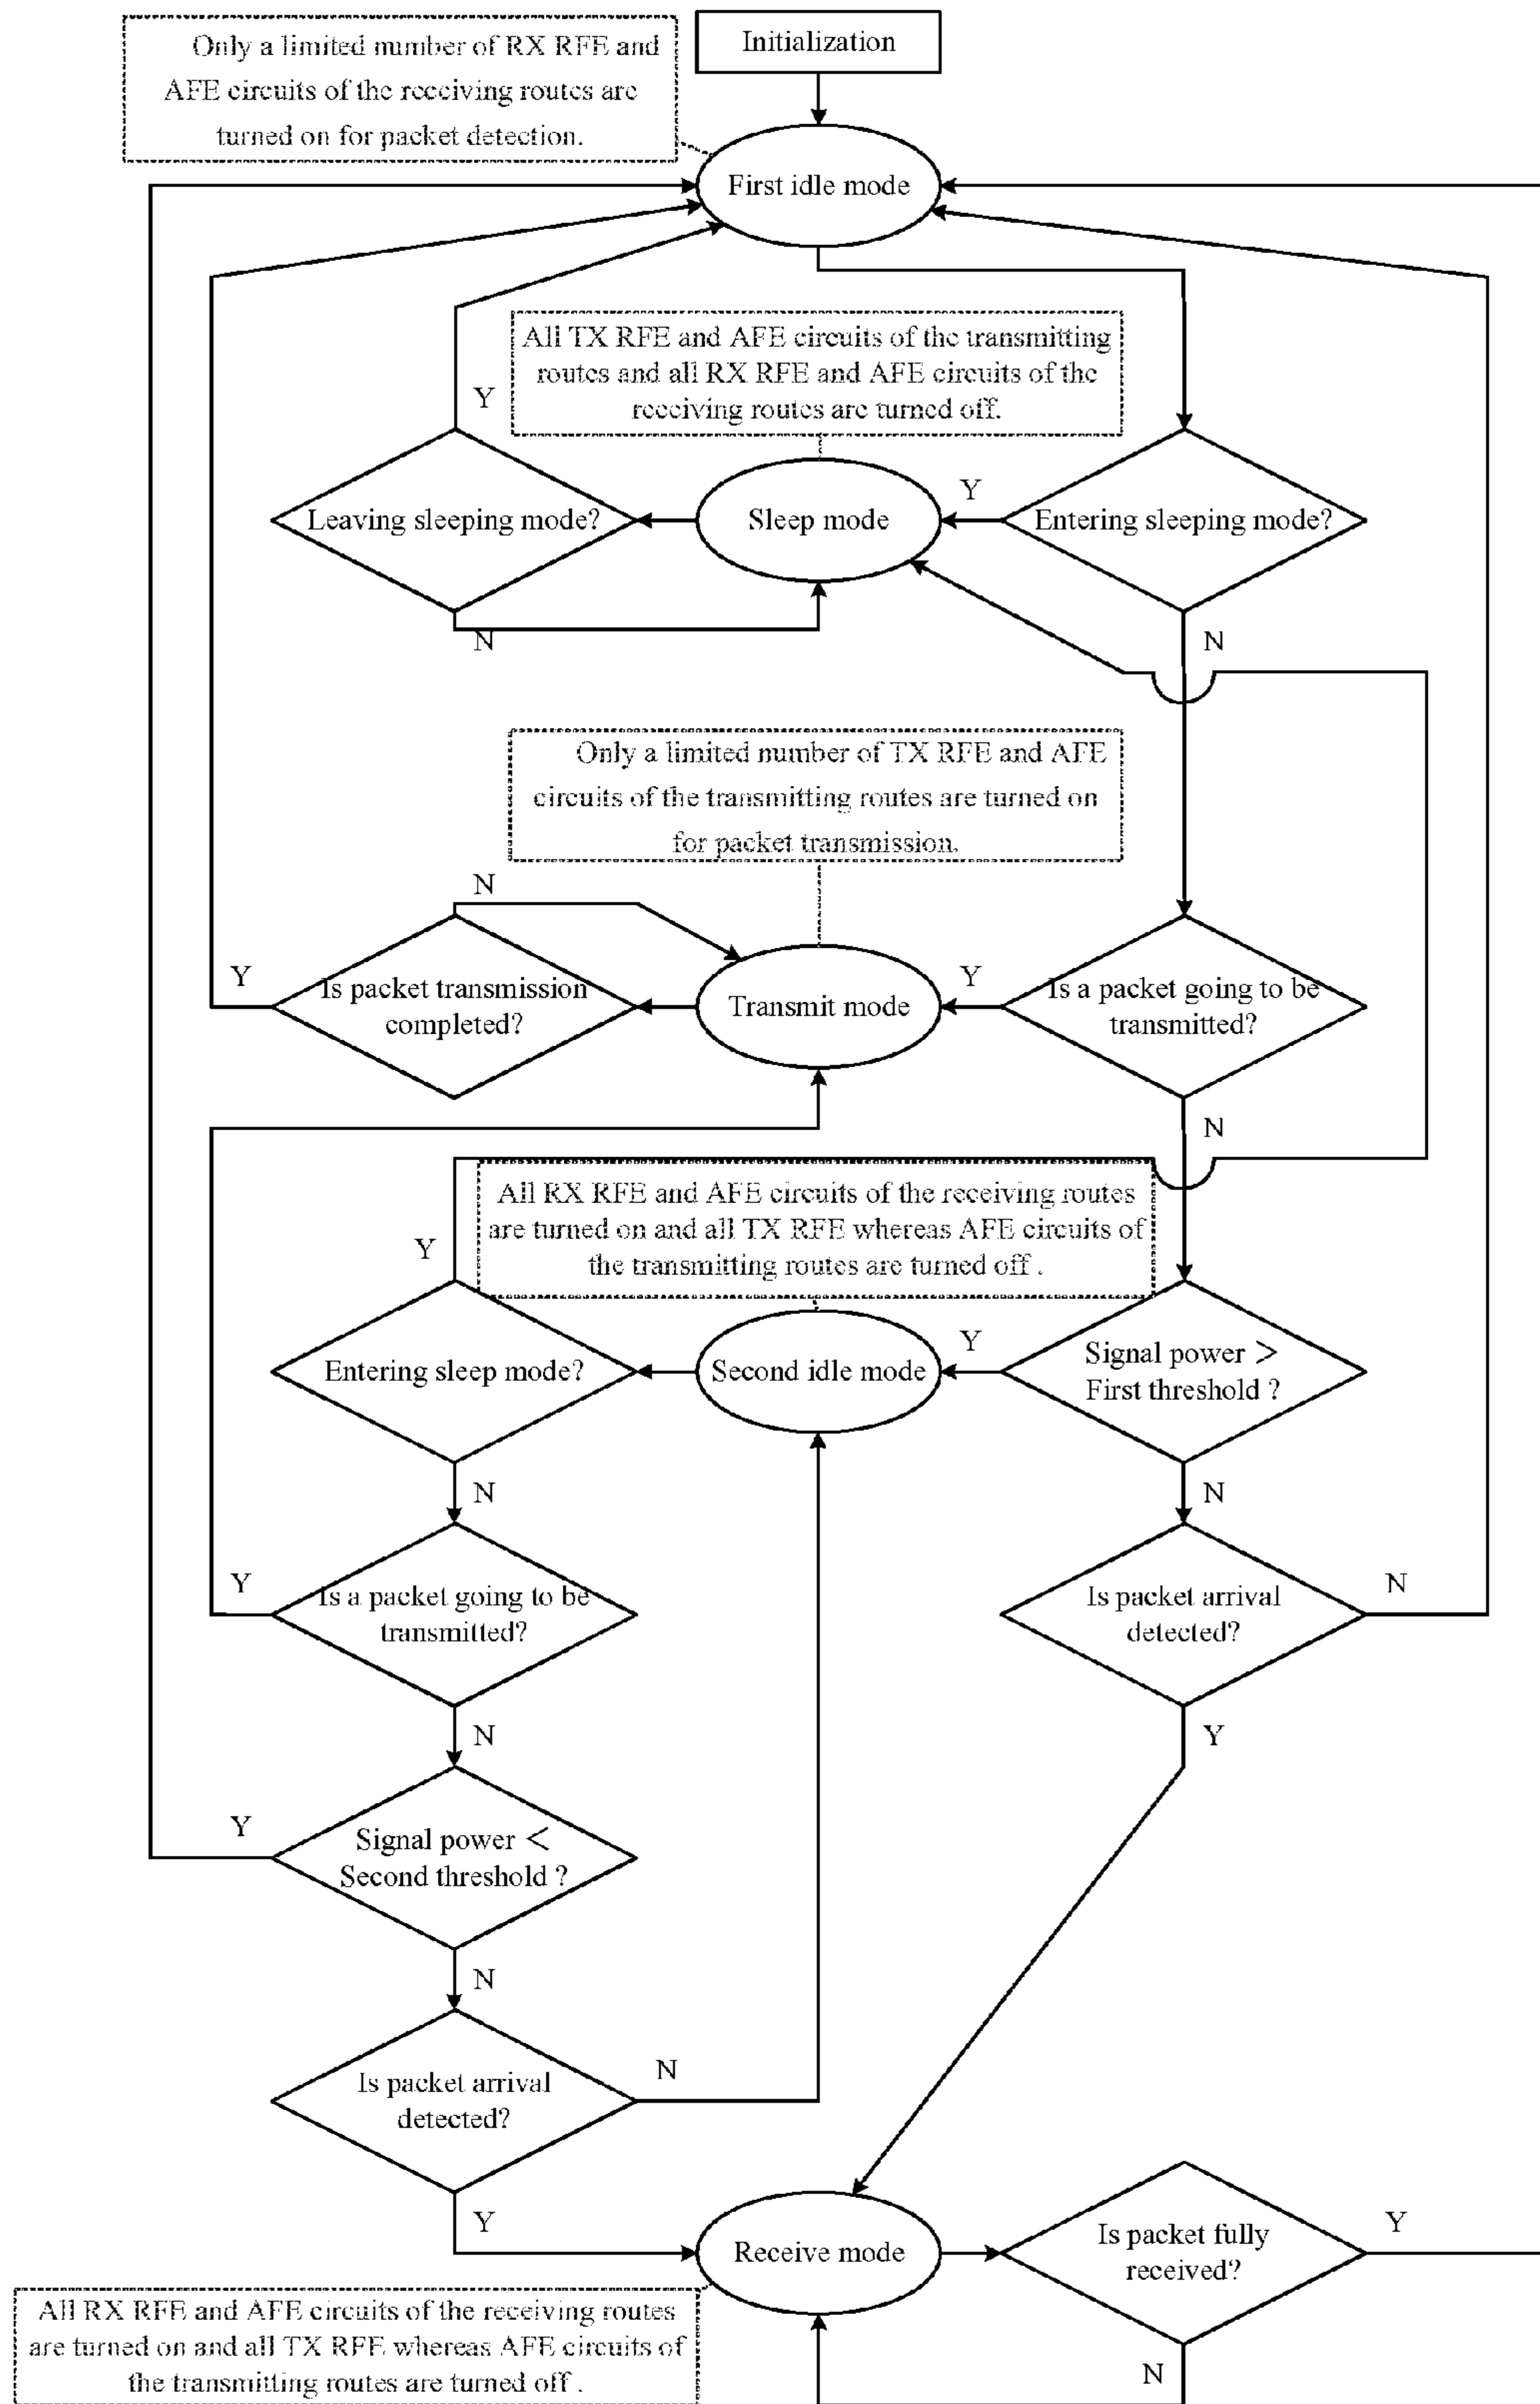 Initialization
Only a limited number of RX RFE and
AFE circuits of the receiving routes are
turned on for packet detection.
First idle mode
All TX RFE and AFE circuits of the transmitting
routes and all RX RFE and AFE circuits of the
receiving routes are turned off.
Y
Leaving sleeping mode?
Sleep mode
Y
Entering sleeping mode?
N
N
Only a limited number of TX RFE and AFE
circuits of the transmitting routes are turned on
for packet transmission.
N
Y
Is packet transmission
completed?
Transmit mode
Y
Is a packet going to be
transmitted?
N
All RX RFE and AFE circuits of the receiving routes
are turned on and all TX RFE whereas AFE circuits of
the transmitting routes are turned off .
Y
Entering sleep mode?
Second idle mode
Y
Signal power >
First threshold ?
N
N
Y
Is a packet going to be
transmitted?
Is packet arrival
detected?
N
N
Y
Y
Signal power <
Second threshold ?
N
Is packet arrival
detected?
N
Y
Receive mode
Is packet fully
received?
Y
N
All RX RFE and AFE circuits of the receiving routes
are turned on and all TX RFE whereas AFE circuits of
the transmitting routes are turned off .